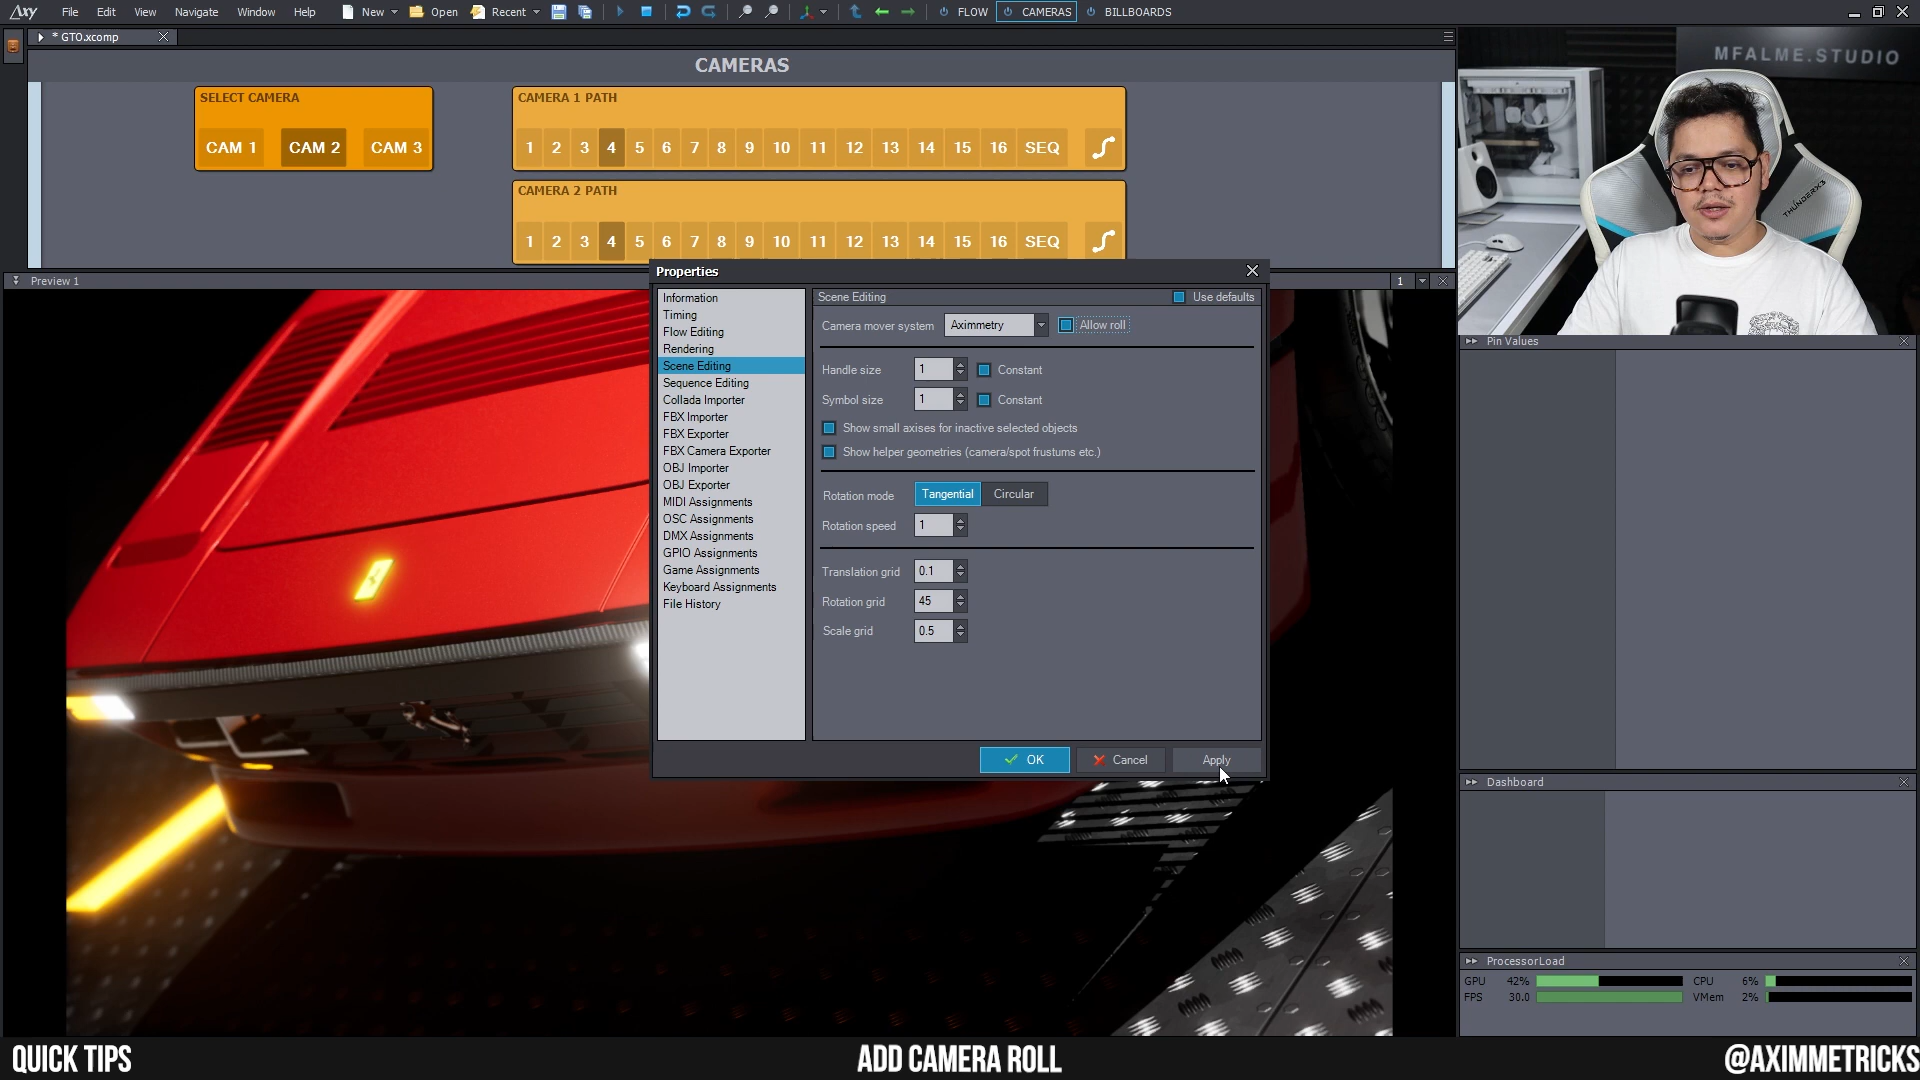 Axy File Edit View Navigate Window Help New Open Recent FLOW CAMERAS BILLBOARDS
* GTO.xcomp
CAMERAS
SELECT CAMERA
CAM 1 CAM 2 CAM 3
CAMERA 1 PATH
1 2 3 4 5 6 7 8 9 10 11 12 13 14 15 16 SEQ
CAMERA 2 PATH
1 2 3 4 5 6 7 8 9 10 11 12 13 14 15 16 SEQ
MFALME.STUDIO
THUNDERX3
Preview 1
1
Properties
Information
Timing
Flow Editing
Rendering
Scene Editing
Sequence Editing
Collada Importer
FBX Importer
FBX Exporter
FBX Camera Exporter
OBJ Importer
OBJ Exporter
MIDI Assignments
OSC Assignments
DMX Assignments
GPIO Assignments
Game Assignments
Keyboard Assignments
File History
Scene Editing Use defaults
Camera mover system Aximmetry Allow roll
Handle size 1 Constant
Symbol size 1 Constant
Show small axises for inactive selected objects
Show helper geometries (camera/spot frustums etc.)
Rotation mode Tangential Circular
Rotation speed 1
Translation grid 0.1
Rotation grid 45
Scale grid 0.5
OK Cancel Apply
Pin Values
Dashboard
ProcessorLoad
GPU 42% CPU 6%
FPS 30.0 VMem 2%
QUICK TIPS
ADD CAMERA ROLL
@AXIMMETRICKS